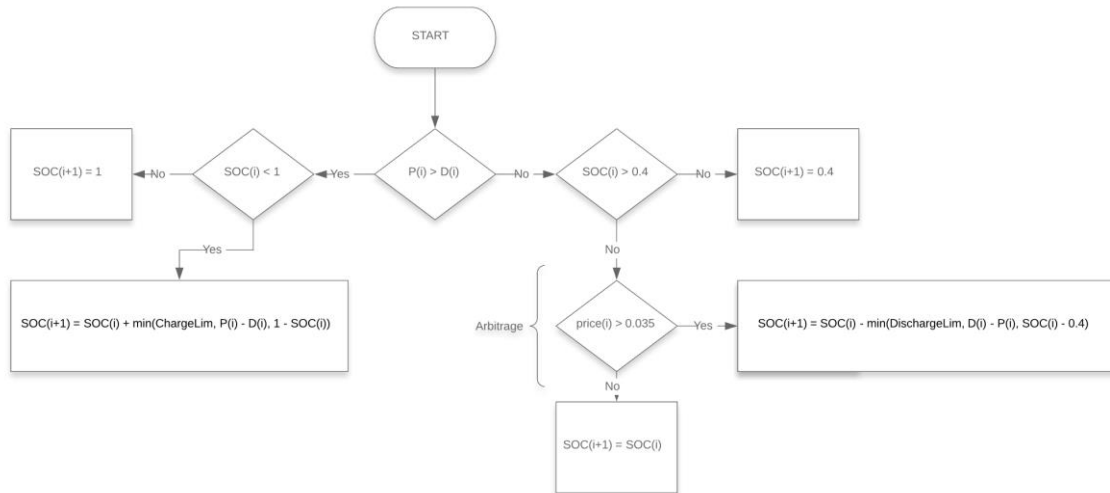 START
SOC(i+1) = 1
No
SOC(i) < 1
Yes
P(i) > D(i)
No
SOC(i) > 0.4
No
SOC(i+1) = 0.4
Yes
No
SOC(i+1) = SOC(i) + min(ChargeLim, P(i) - D(i), 1 - SOC(i))
Arbitrage
price(i) > 0.035
Yes
SOC(i+1) = SOC(i) - min(DischargeLim, D(i) - P(i), SOC(i) - 0.4)
No
SOC(i+1) = SOC(i)